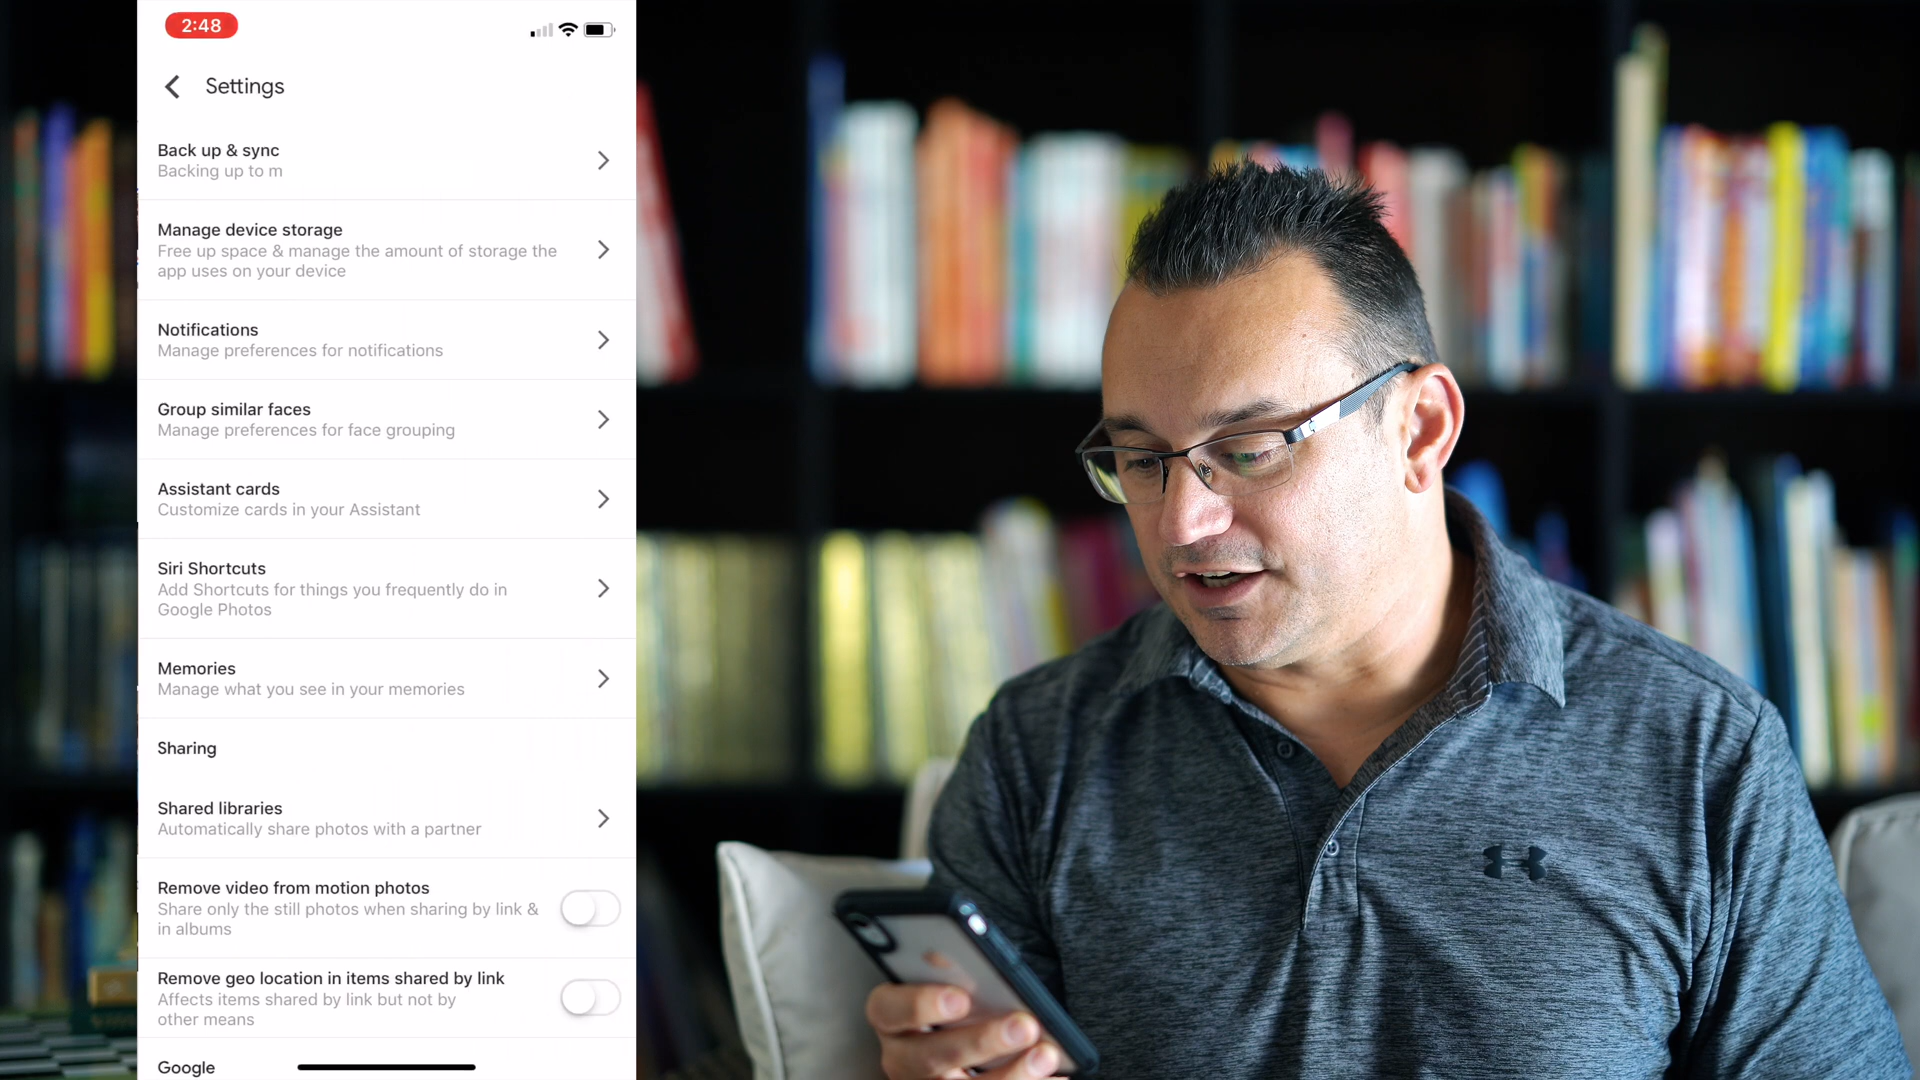 2:48
Settings
Back up & sync
Backing up to m
Manage device storage
Free up space & manage the amount of storage the
app uses on your device
Notifications
Manage preferences for notifications
Group similar faces
Manage preferences for face grouping
Assistant cards
Customize cards in your Assistant
Siri Shortcuts
Add Shortcuts for things you frequently do in
Google Photos
Memories
Manage what you see in your memories
Sharing
Shared libraries
Automatically share photos with a partner
Remove video from motion photos
Share only the still photos when sharing by link &
in albums
Remove geo location in items shared by link
Affects items shared by link but not by
other means
Google